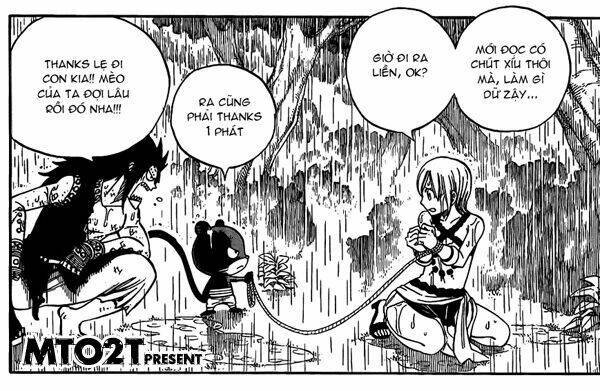 MỚI ĐỌC CÓ
CHÚT XÍU THÔI
MÀ, LÀM GÌ
DỮ ZẬY...
GIỜ ĐI RA
LIỀN, OK?
RA CŨNG
PHẢI THANKS
1 PHÁT
THANKS LẸ ĐI
CON KIA!! MÈO
CỦA TA ĐỢI LÂU
RỒI ĐÓ NHA!!!
MTO2T PRESENT